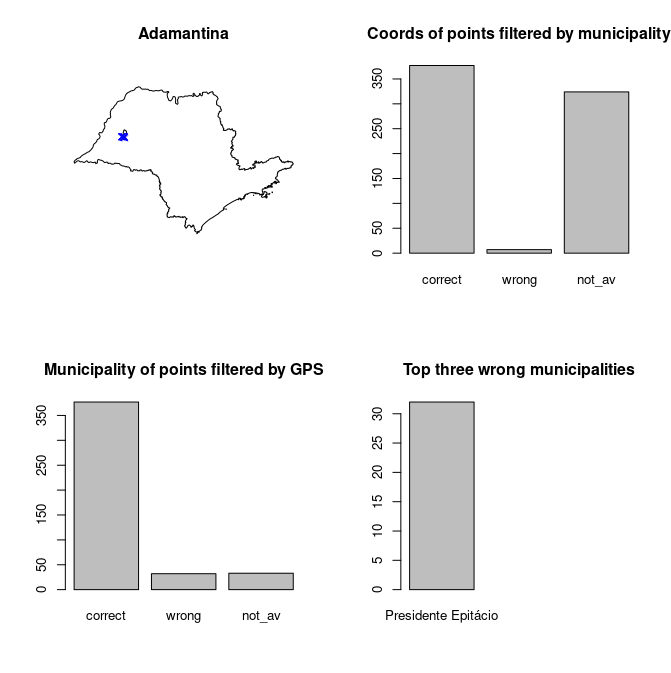 Adamantina
Coords of points filtered by municipality
350
250
150
50
0
correct wrong not_av
Municipality of points filtered by GPS
350
250
150
50
0
correct wrong not_av
Top three wrong municipalities
30
25
20
15
10
5
0
Presidente Epitácio